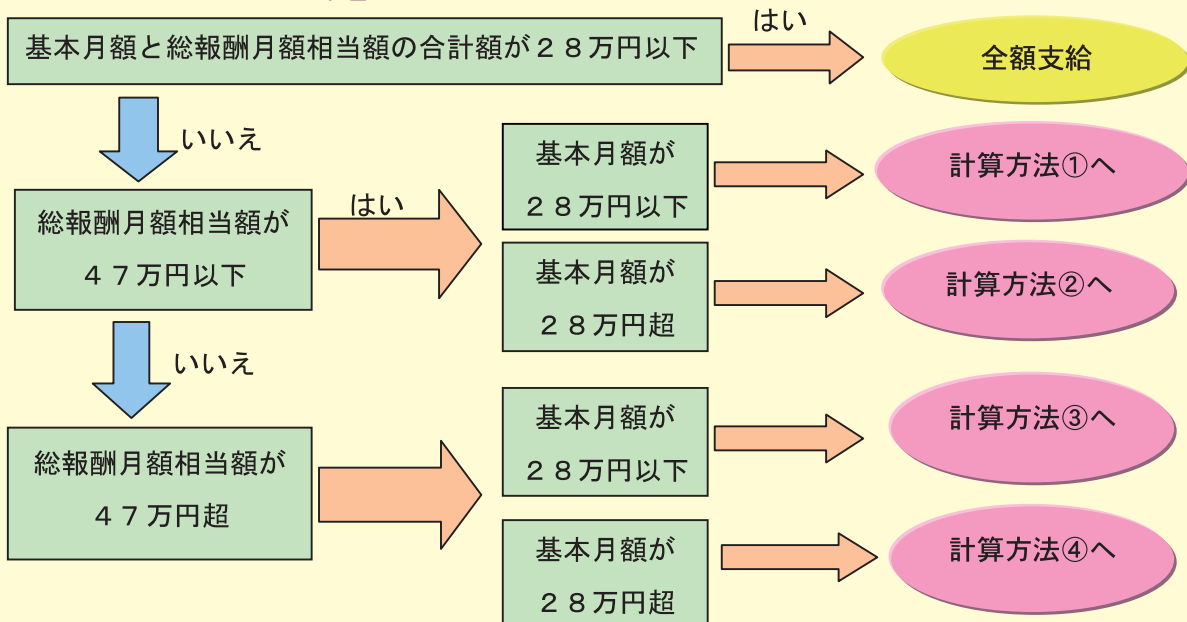 基本月額と総報酬月額相当額の合計額が２８万円以下
はい
全額支給
いいえ
総報酬月額相当額が
４７万円以下
はい
基本月額が
２８万円以下
計算方法①へ
基本月額が
２８万円超
計算方法②へ
いいえ
総報酬月額相当額が
４７万円超
基本月額が
２８万円以下
計算方法③へ
基本月額が
２８万円超
計算方法④へ